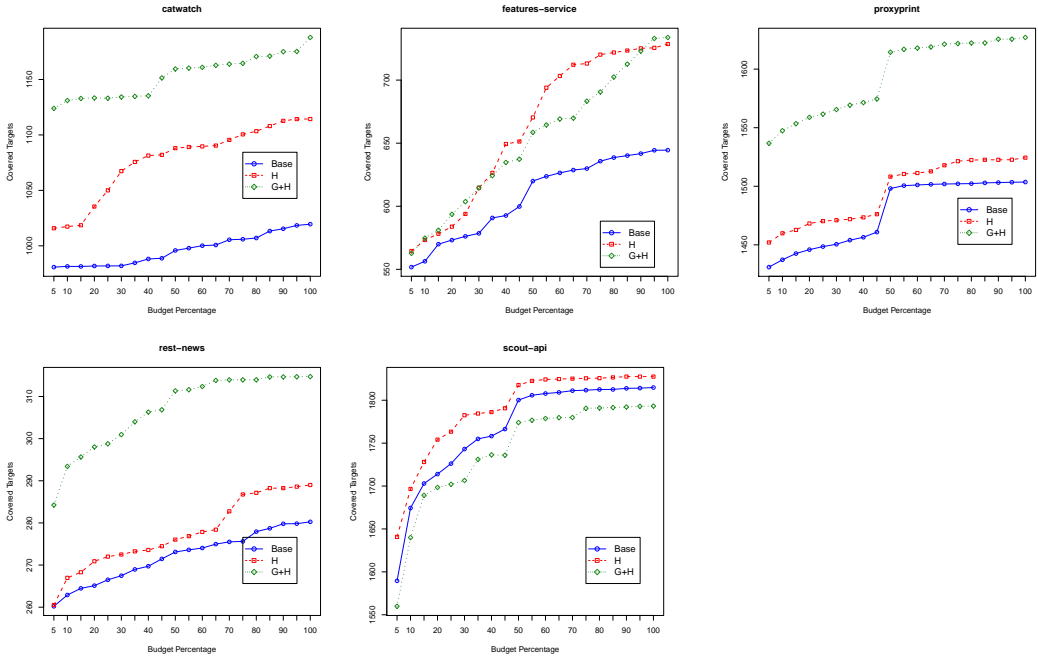 catwatch
Covered Targets
1000 1050 1100 1150
5 10 20 30 40 50 60 70 80 90 100
Budget Percentage
Base
H
G+H
features−service
Covered Targets
550 600 650 700
5 10 20 30 40 50 60 70 80 90 100
Budget Percentage
Base
H
G+H
proxyprint
Covered Targets
1450 1500 1550 1600
5 10 20 30 40 50 60 70 80 90 100
Budget Percentage
Base
H
G+H
rest−news
Covered Targets
260 270 280 290 300 310
5 10 20 30 40 50 60 70 80 90 100
Budget Percentage
Base
H
G+H
scout−api
Covered Targets
1550 1600 1650 1700 1750 1800
5 10 20 30 40 50 60 70 80 90 100
Budget Percentage
Base
H
G+H